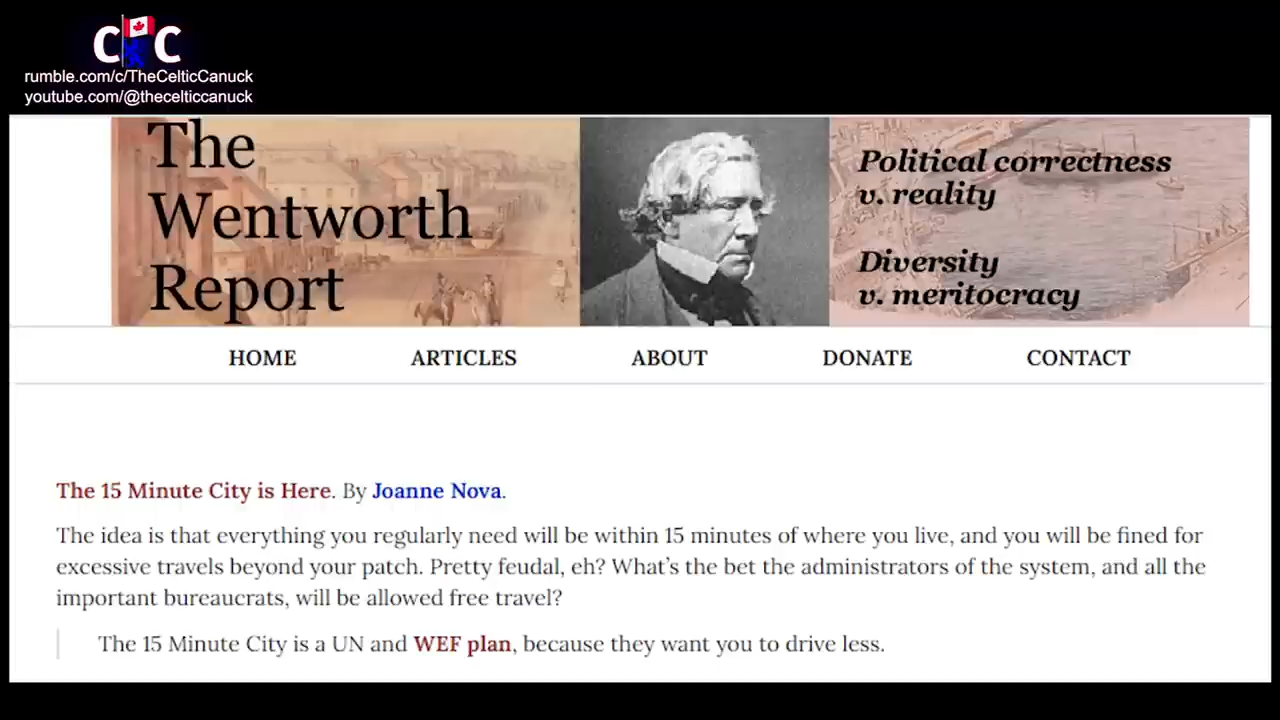 C C
rumble.com/c/TheCelticCanuck
youtube.com/@thecelticcanuck
The
Wentworth
Report
Political correctness
v. reality
Diversity
v. meritocracy
HOME ARTICLES ABOUT DONATE CONTACT
The 15 Minute City is Here. By Joanne Nova.
The idea is that everything you regularly need will be within 15 minutes of where you live, and you will be fined for
excessive travels beyond your patch. Pretty feudal, eh? What's the bet the administrators of the system, and all the
important bureaucrats, will be allowed free travel?
The 15 Minute City is a UN and WEF plan, because they want you to drive less.